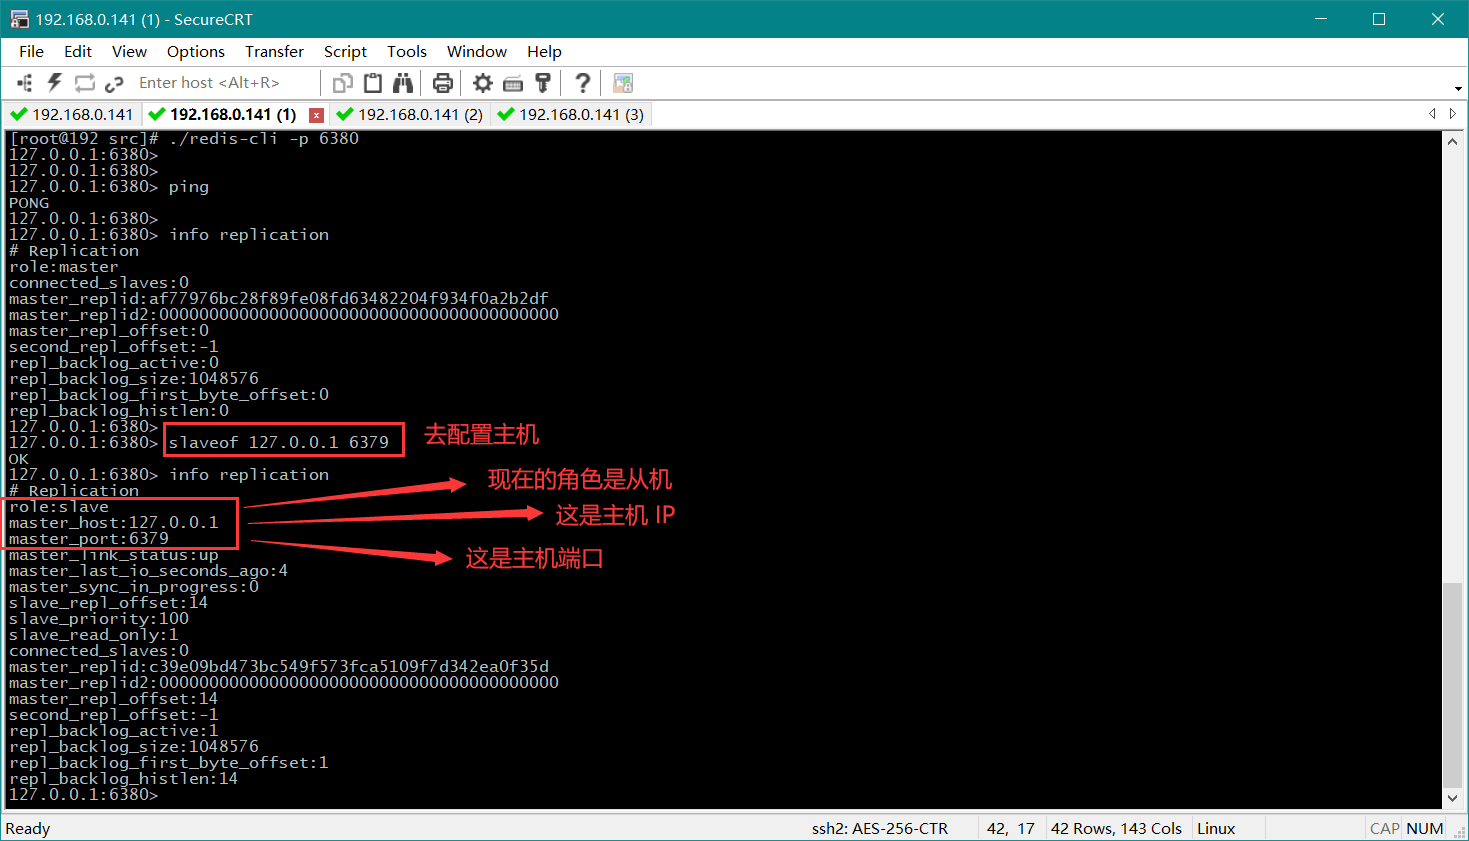 192.168.0.141 (1) - SecureCRT
File Edit View Options Transfer Script Tools Window Help
Enter host <Alt+R>
192.168.0.141 192.168.0.141 (1) 192.168.0.141 (2) 192.168.0.141 (3)
[root@192 src]# ./redis-cli -p 6380
127.0.0.1:6380>
127.0.0.1:6380>
127.0.0.1:6380> ping
PONG
127.0.0.1:6380>
127.0.0.1:6380> info replication
# Replication
role:master
connected_slaves:0
master_replid:af77976bc28f89fe08fd63482204f934f0a2b2df
master_replid2:0000000000000000000000000000000000000000
master_repl_offset:0
second_repl_offset:-1
repl_backlog_active:0
repl_backlog_size:1048576
repl_backlog_first_byte_offset:0
repl_backlog_histlen:0
127.0.0.1:6380>
127.0.0.1:6380> slaveof 127.0.0.1 6379 去配置主机
OK
127.0.0.1:6380> info replication
现在的角色是从机
# Replication
role:slave
master_host:127.0.0.1 这是主机 IP
master_port:6379
master_link_status:up 这是主机端口
master_last_io_seconds_ago:4
master_sync_in_progress:0
slave_repl_offset:14
slave_priority:100
slave_read_only:1
connected_slaves:0
master_replid:c39e09bd473bc549f573fca5109f7d342ea0f35d
master_replid2:0000000000000000000000000000000000000000
master_repl_offset:14
second_repl_offset:-1
repl_backlog_active:1
repl_backlog_size:1048576
repl_backlog_first_byte_offset:1
repl_backlog_histlen:14
127.0.0.1:6380>
Ready ssh2: AES-256-CTR 42, 17 42 Rows, 143 Cols Linux CAP NUM